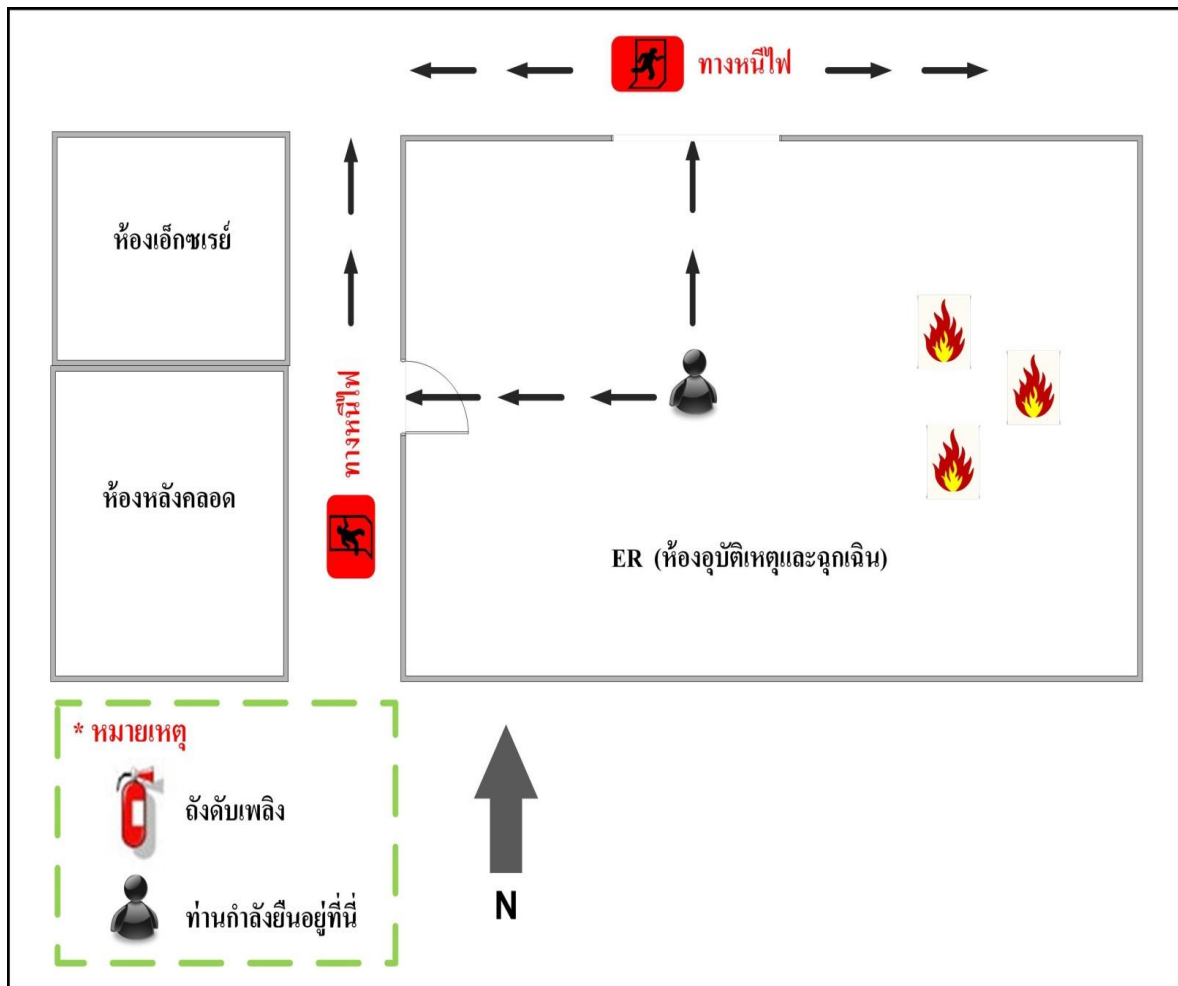 ทางหนีไฟ
ห้องเอ็กซเรย์
ทางหนีไฟ
ห้องหลังคลอด
ER (ห้องอุบัติเหตุและฉุกเฉิน)
* หมายเหตุ
ถังดับเพลิง
ท่านกำลังยืนอยู่ที่นี่
N